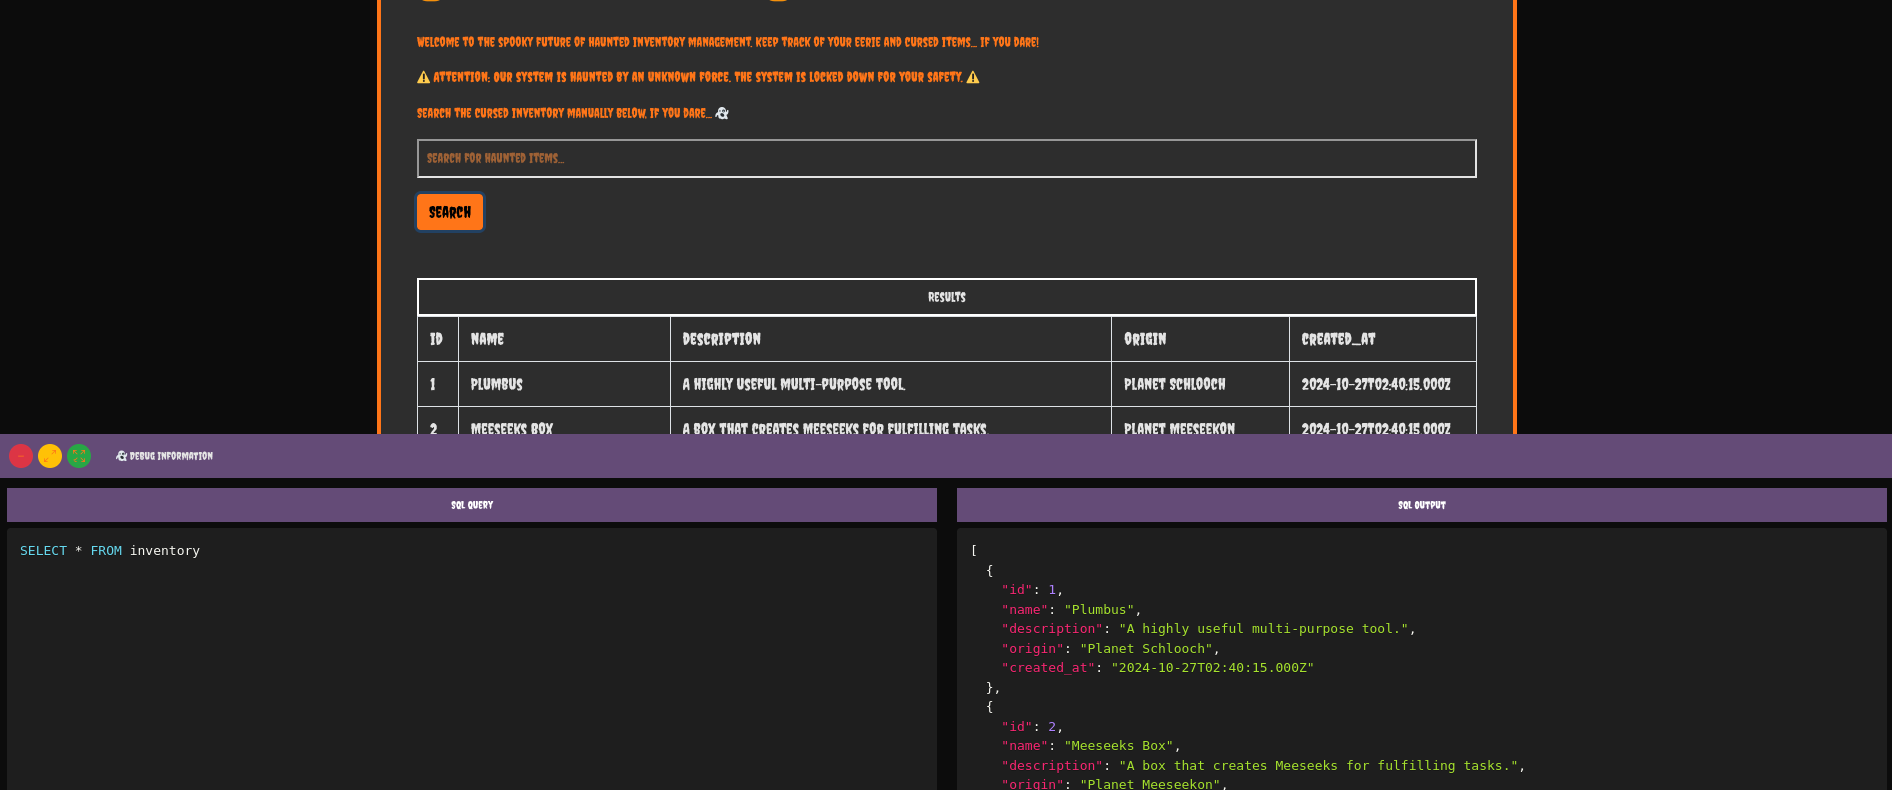 WELCOME TO THE SPOOKY FUTURE OF HAUNTED INVENTORY MANAGEMENT. KEEP TRACK OF YOUR EERIE AND CURSED ITEMS... IF YOU DARE!
⚠️ ATTENTION: OUR SYSTEM IS HAUNTED BY AN UNKNOWN FORCE. THE SYSTEM IS LOCKED DOWN FOR YOUR SAFETY. ⚠️
SEARCH THE CURSED INVENTORY MANUALLY BELOW, IF YOU DARE... 👻
SEARCH FOR HAUNTED ITEMS...
SEARCH
RESULTS
ID NAME DESCRIPTION ORIGIN CREATED_AT
1 PLUMBUS A HIGHLY USEFUL MULTI-PURPOSE TOOL. PLANET SCHLOOCH 2024-10-27T02:40:15.000Z
2 MEESEEKS BOX A BOX THAT CREATES MEESEEKS FOR FULFILLING TASKS. PLANET MEESEEKON 2024-10-27T02:40:15.000Z
👻 DEBUG INFORMATION
SQL QUERY
SELECT * FROM inventory
SQL OUTPUT
[
{
"id": 1,
"name": "Plumbus",
"description": "A highly useful multi-purpose tool.",
"origin": "Planet Schlooch",
"created_at": "2024-10-27T02:40:15.000Z"
},
{
"id": 2,
"name": "Meeseeks Box",
"description": "A box that creates Meeseeks for fulfilling tasks.",
"origin": "Planet Meeseekon",